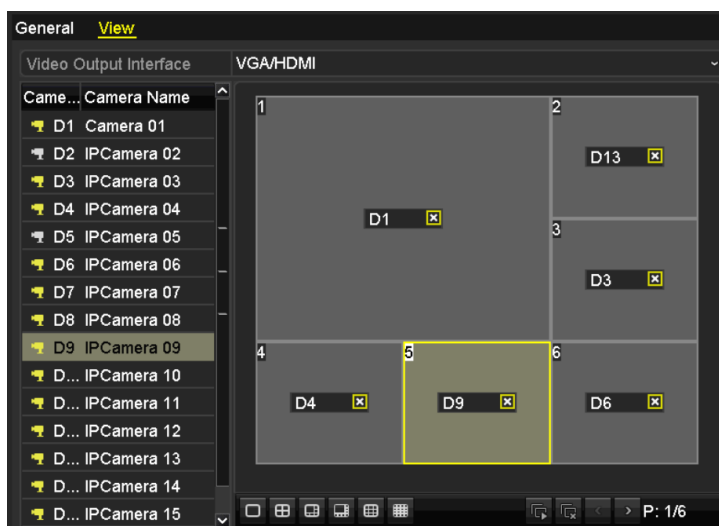 General View
Video Output Interface VGA/HDMI
Came... Camera Name
D1 Camera 01
D2 IPCamera 02
D3 IPCamera 03
D4 IPCamera 04
D5 IPCamera 05
D6 IPCamera 06
D7 IPCamera 07
D8 IPCamera 08
D9 IPCamera 09
D... IPCamera 10
D... IPCamera 11
D... IPCamera 12
D... IPCamera 13
D... IPCamera 14
D... IPCamera 15
1
D1
2
D13
3
D3
4
D4
5
D9
6
D6
P: 1/6